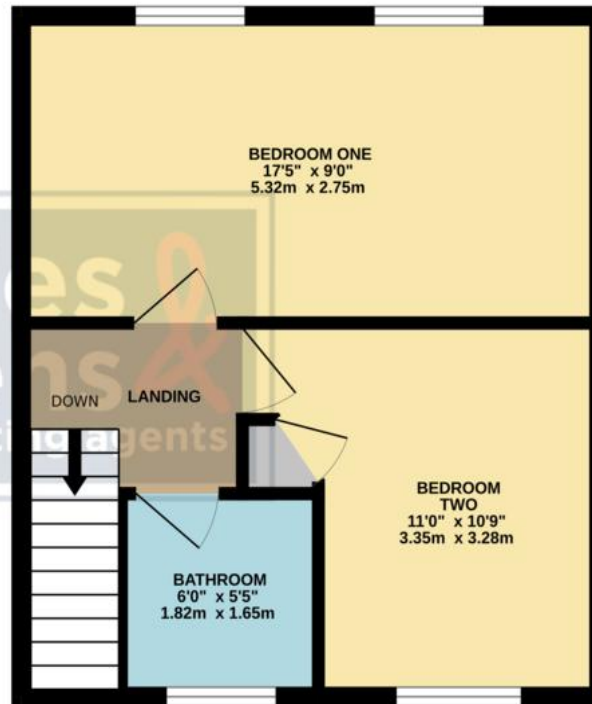 BEDROOM ONE
17'5" x 9'0"
5.32m x 2.75m
DOWN
LANDING
agents
BEDROOM
TWO
11'0" x 10'9"
3.35m x 3.28m
BATHROOM
6'0" x 5'5"
1.82m x 1.65m